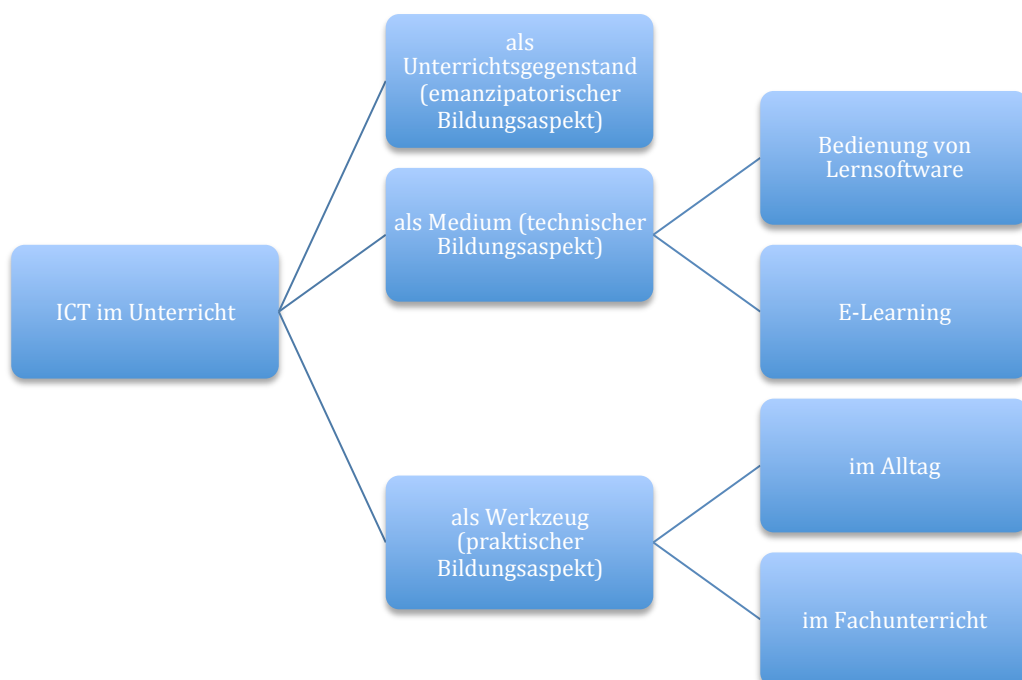 ICT im Unterricht
als
Unterrichtsgegenstand
(emanzipatorischer
Bildungsaspekt)
als Medium (technischer
Bildungsaspekt)
Bedienung von
Lernsoftware
E-Learning
als Werkzeug
(praktischer
Bildungsaspekt)
im Alltag
im Fachunterricht